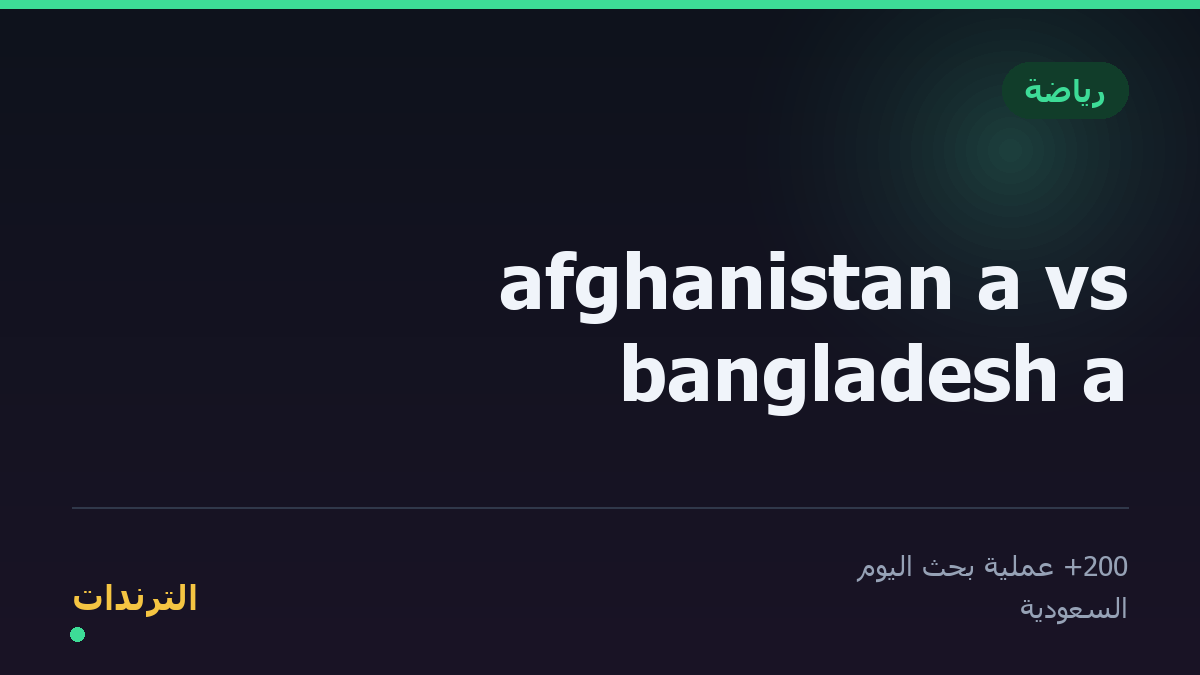 رياضة
afghanistan a vs
bangladesh a
+200 عملية بحث اليوم
السعودية
الترندات